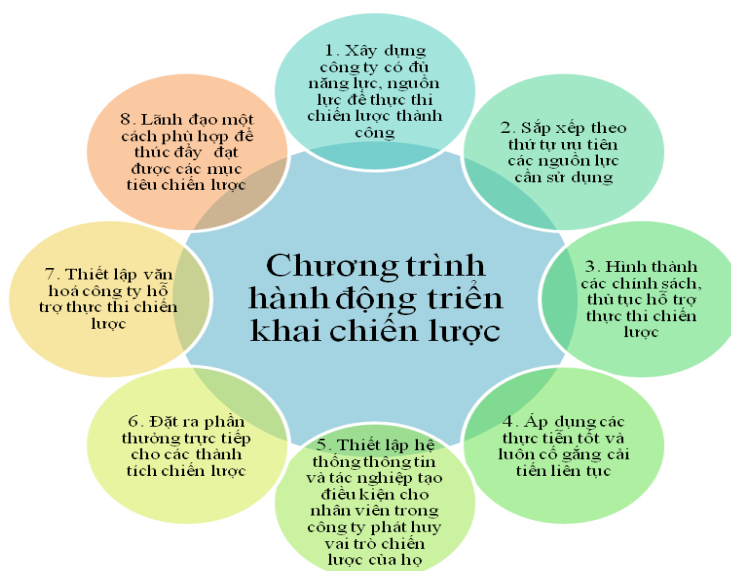 1. Xây dựng
công ty có đủ
năng lực, nguồn
lực để thực thi
chiến lược thành
công
2. Sắp xếp theo
thứ tự ưu tiên
các nguồn lực
cần sử dụng
3. Hình thành
các chính sách,
thủ tục hỗ trợ
thực thi chiến
lược
4. Áp dụng các
thực tiễn tốt và
luôn cố gắng cải
tiến liên tục
5. Thiết lập hệ
thống thông tin
và tác nghiệp tạo
điều kiện cho
nhân viên trong
công ty phát huy
vai trò chiến
lược của họ
6. Đặt ra phần
thưởng trực tiếp
cho các thành
tích chiến lược
7. Thiết lập văn
hoá công ty hỗ
trợ thực thi chiến
lược
8. Lãnh đạo một
cách phù hợp để
thúc đẩy đạt
được các mục
tiêu chiến lược
Chương trình
hành động triển
khai chiến lược